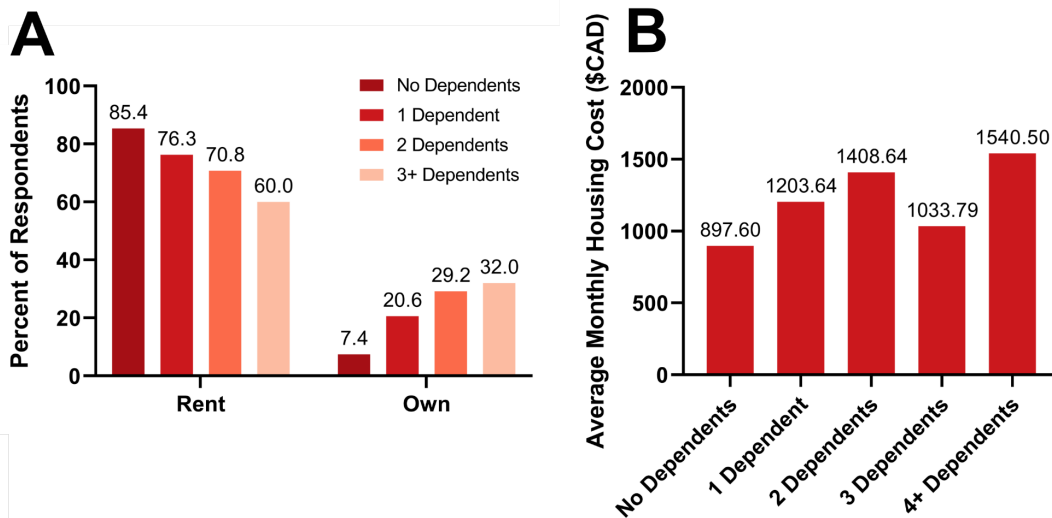 A
Percent of Respondents
100
80
60
40
20
0
85.4
76.3
70.8
60.0
7.4
20.6
29.2
32.0
Rent
Own
No Dependents
1 Dependent
2 Dependents
3+ Dependents
B
Average Monthly Housing Cost ($CAD)
2000
1500
1000
500
0
897.60
1203.64
1408.64
1033.79
1540.50
No Dependents
1 Dependent
2 Dependents
3 Dependents
4+ Dependents